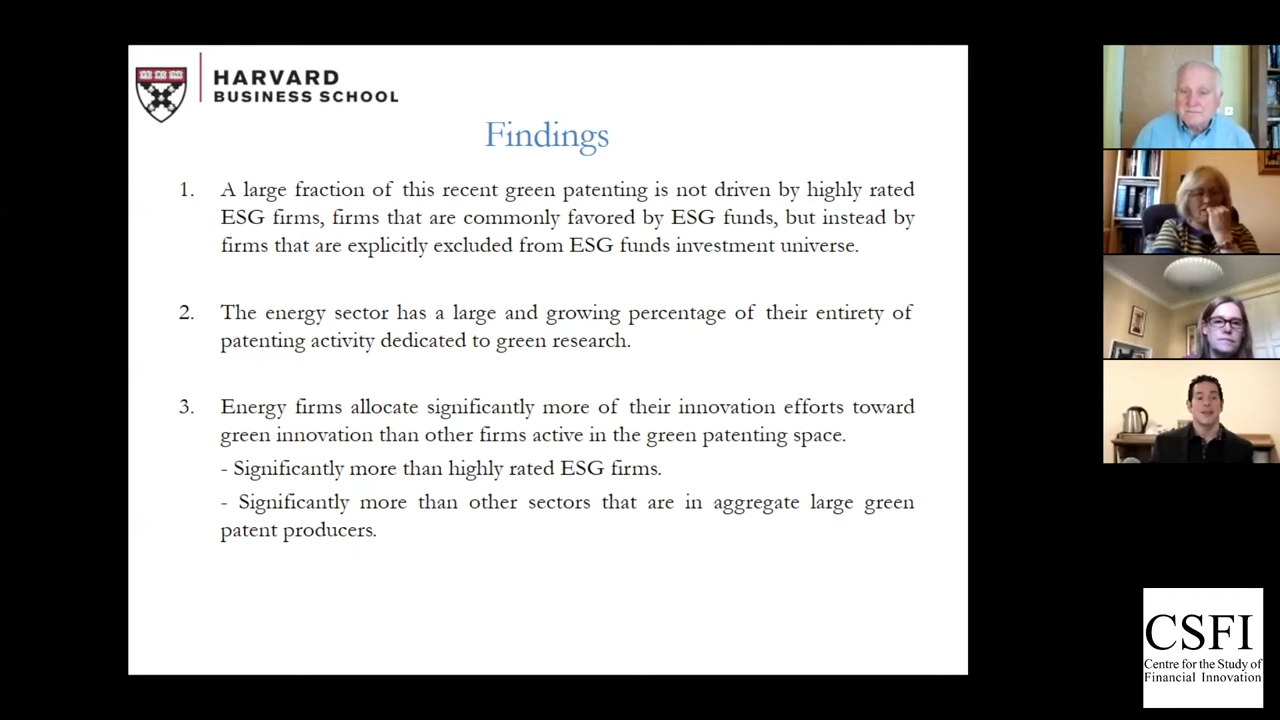 HARVARD
BUSINESS SCHOOL
Findings
1. A large fraction of this recent green patenting is not driven by highly rated
ESG firms, firms that are commonly favored by ESG funds, but instead by
firms that are explicitly excluded from ESG funds investment universe.
2. The energy sector has a large and growing percentage of their entirety of
patenting activity dedicated to green research.
3. Energy firms allocate significantly more of their innovation efforts toward
green innovation than other firms active in the green patenting space.
- Significantly more than highly rated ESG firms.
- Significantly more than other sectors that are in aggregate large green
patent producers.
CSFI
Centre for the Study of
Financial Innovation